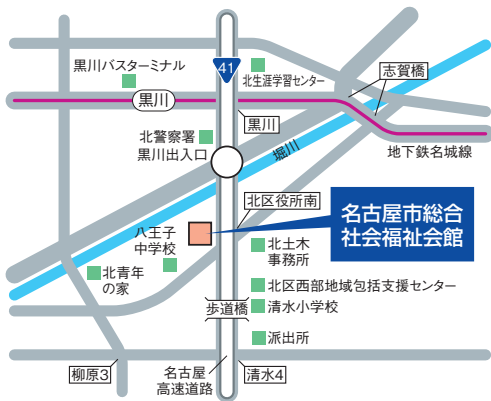 41
黒川バスターミナル
北生涯学習センター
志賀橋
黒川
黒川
北警察署
黒川出入口
堀川
地下鉄名城線
北区役所南
名古屋市総合
社会福祉会館
八王子
中学校
北土木
事務所
北青年
の家
北区西部地域包括支援センター
歩道橋
清水小学校
派出所
柳原3
名古屋
高速道路
清水4